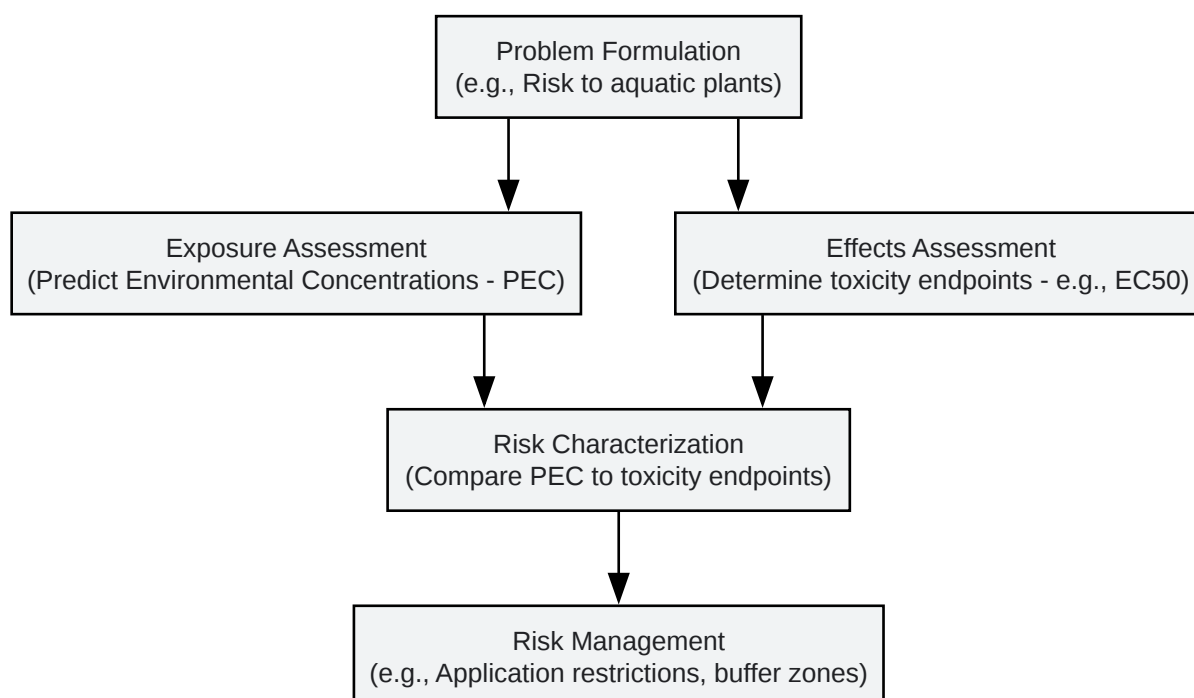 Problem Formulation
(e.g., Risk to aquatic plants)
Exposure Assessment
(Predict Environmental Concentrations - PEC)
Effects Assessment
(Determine toxicity endpoints - e.g., EC50)
Risk Characterization
(Compare PEC to toxicity endpoints)
Risk Management
(e.g., Application restrictions, buffer zones)